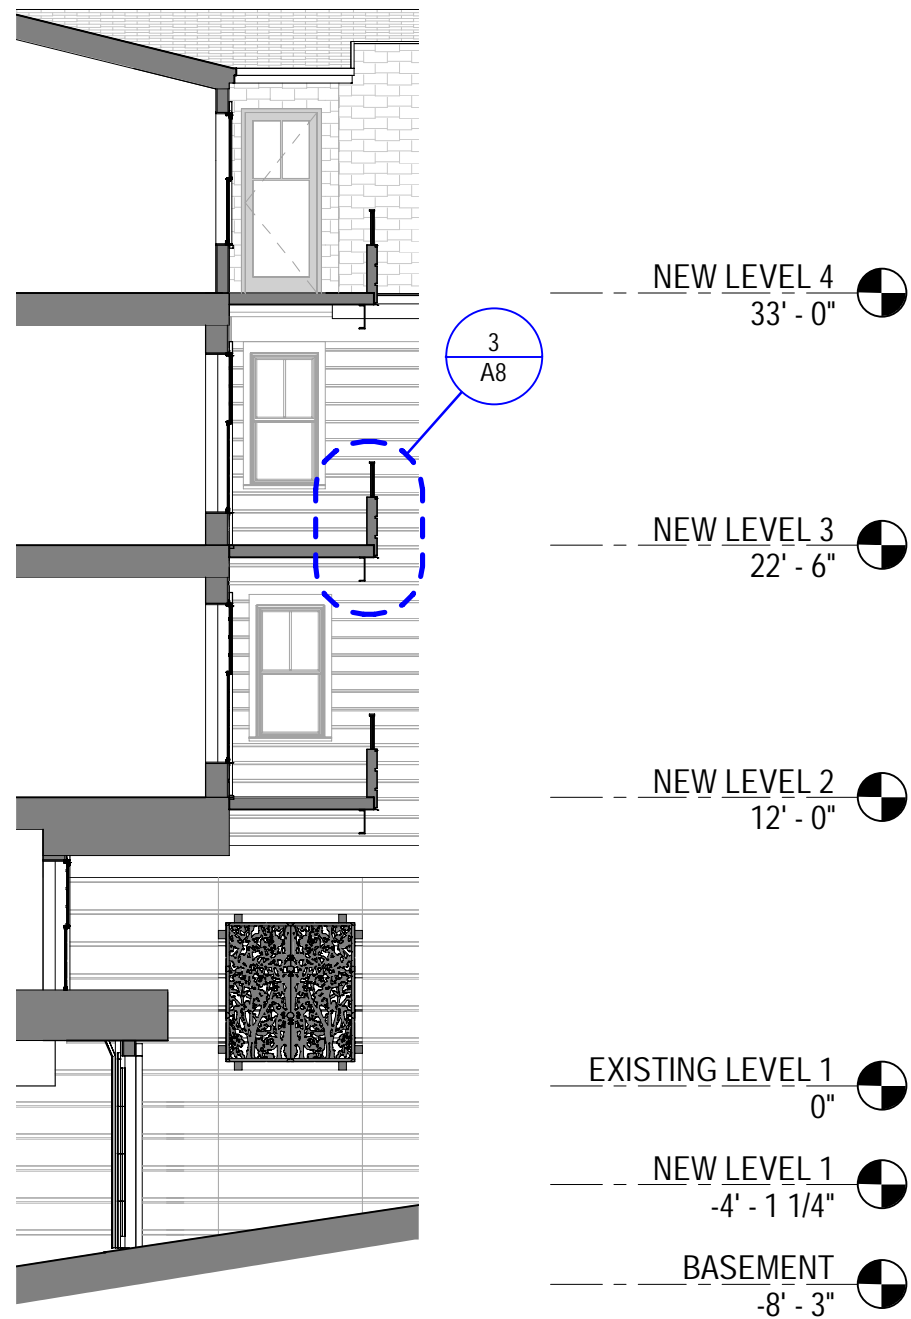 NEW LEVEL 4
33' - 0"
3
A8
NEW LEVEL 3
22' - 6"
NEW LEVEL 2
12' - 0"
EXISTING LEVEL 1
0"
NEW LEVEL 1
-4' - 1 1/4"
BASEMENT
-8' - 3"